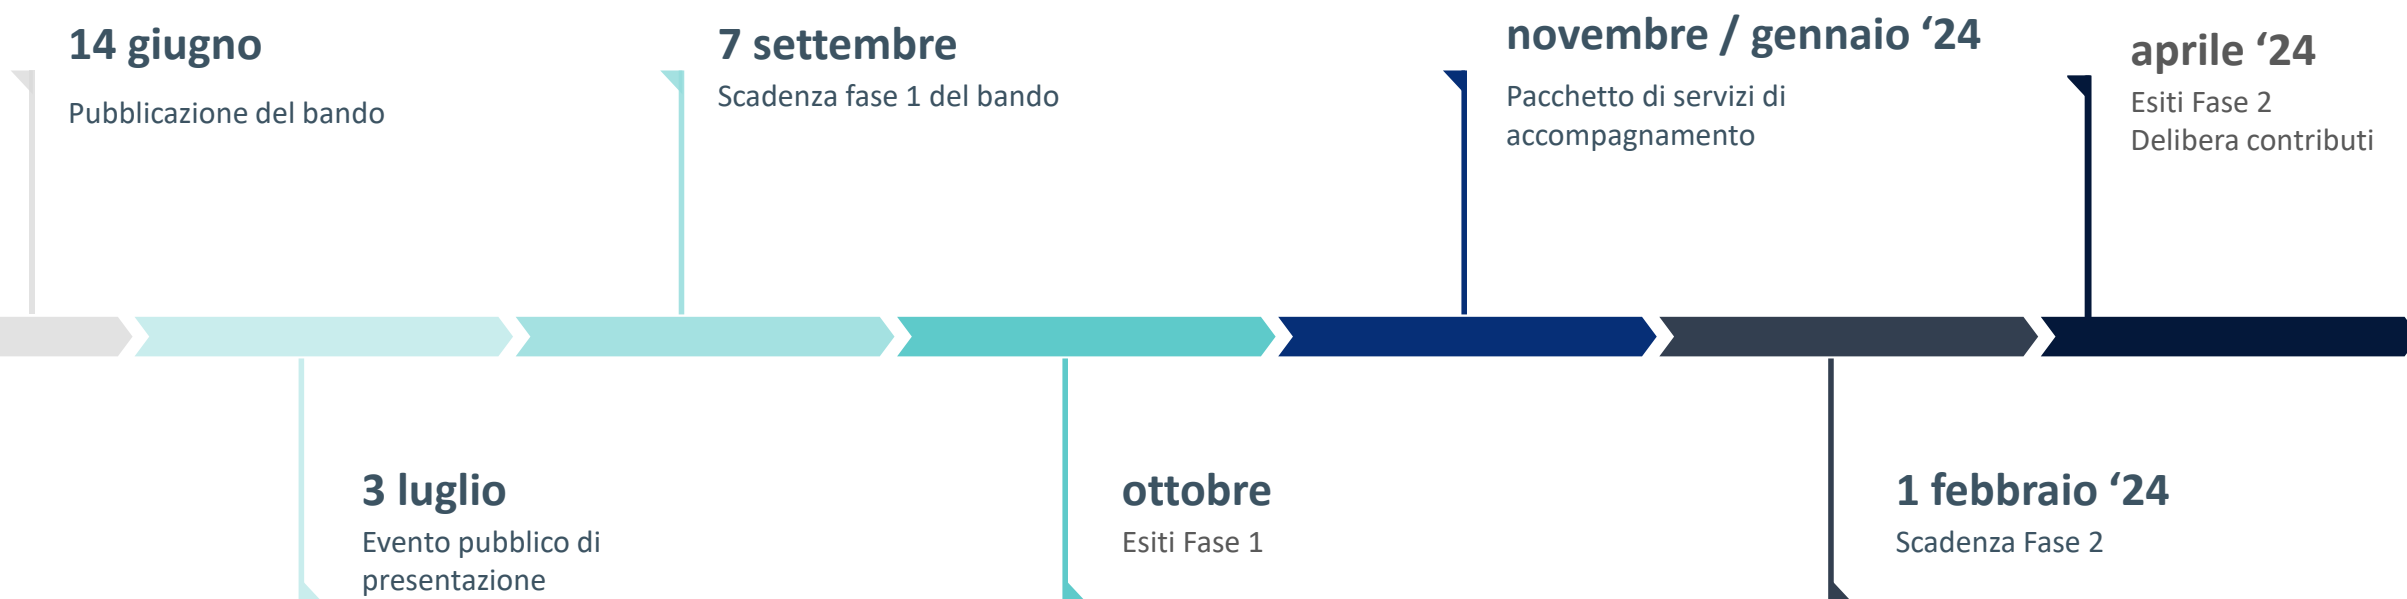 14 giugno
Pubblicazione del bando
3 luglio
Evento pubblico di
presentazione
7 settembre
Scadenza fase 1 del bando
ottobre
Esiti Fase 1
novembre / gennaio ‘24
Pacchetto di servizi di
accompagnamento
1 febbraio ‘24
Scadenza Fase 2
aprile ‘24
Esiti Fase 2
Delibera contributi